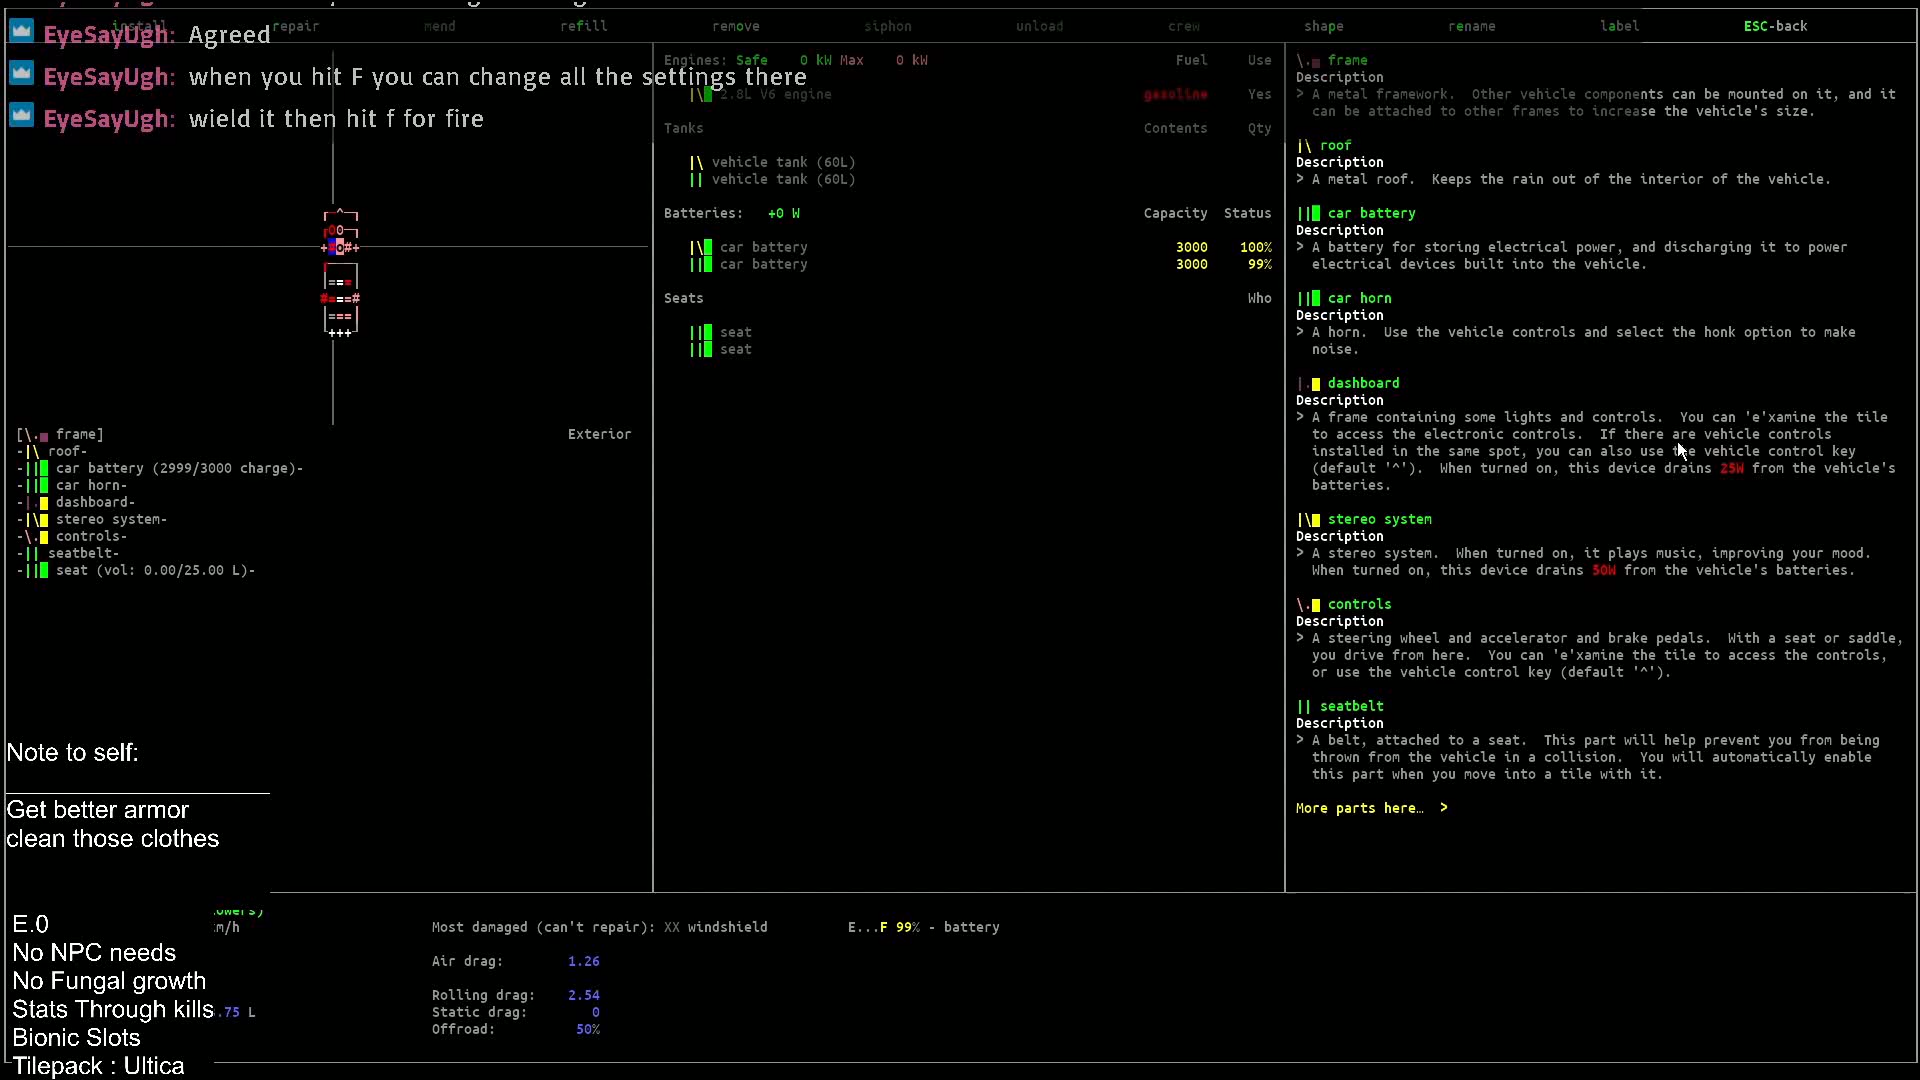 install repair mend refill remove siphon unload crew shape rename label ESC-back
EyeSayUgh: Agreed
EyeSayUgh: when you hit F you can change all the settings there
EyeSayUgh: wield it then hit f for fire
[\. frame] Exterior
-|\ roof-
-|| car battery (2999/3000 charge)-
-|| car horn-
-|. dashboard-
-|\ stereo system-
-\. controls-
-|| seatbelt-
-|| seat (vol: 0.00/25.00 L)-
Engines: Safe 0 kW Max 0 kW Fuel Use
|\ 2.8L V6 engine gasoline Yes
Tanks Contents Qty
|\ vehicle tank (60L)
|| vehicle tank (60L)
Batteries: +0 W Capacity Status
|\ car battery 3000 100%
|| car battery 3000 99%
Seats Who
|| seat
|| seat
\. frame
Description
> A metal framework. Other vehicle components can be mounted on it, and it
can be attached to other frames to increase the vehicle's size.
|\ roof
Description
> A metal roof. Keeps the rain out of the interior of the vehicle.
|| car battery
Description
> A battery for storing electrical power, and discharging it to power
electrical devices built into the vehicle.
|| car horn
Description
> A horn. Use the vehicle controls and select the honk option to make
noise.
|. dashboard
Description
> A frame containing some lights and controls. You can 'e'xamine the tile
to access the electronic controls. If there are vehicle controls
installed in the same spot, you can also use the vehicle control key
(default '^'). When turned on, this device drains 25W from the vehicle's
batteries.
|\ stereo system
Description
> A stereo system. When turned on, it plays music, improving your mood.
When turned on, this device drains 50W from the vehicle's batteries.
\. controls
Description
> A steering wheel and accelerator and brake pedals. With a seat or saddle,
you drive from here. You can 'e'xamine the tile to access the controls,
or use the vehicle control key (default '^').
|| seatbelt
Description
> A belt, attached to a seat. This part will help prevent you from being
thrown from the vehicle in a collision. You will automatically enable
this part when you move into a tile with it.
More parts here… >
Note to self:
Get better armor
clean those clothes
E.0
No NPC needs
No Fungal growth
Stats Through kills
Bionic Slots
Tilepack : Ultica
.75 L
Most damaged (can't repair): XX windshield
Air drag: 1.26
Rolling drag: 2.54
Static drag: 0
Offroad: 50%
E...F 99% - battery